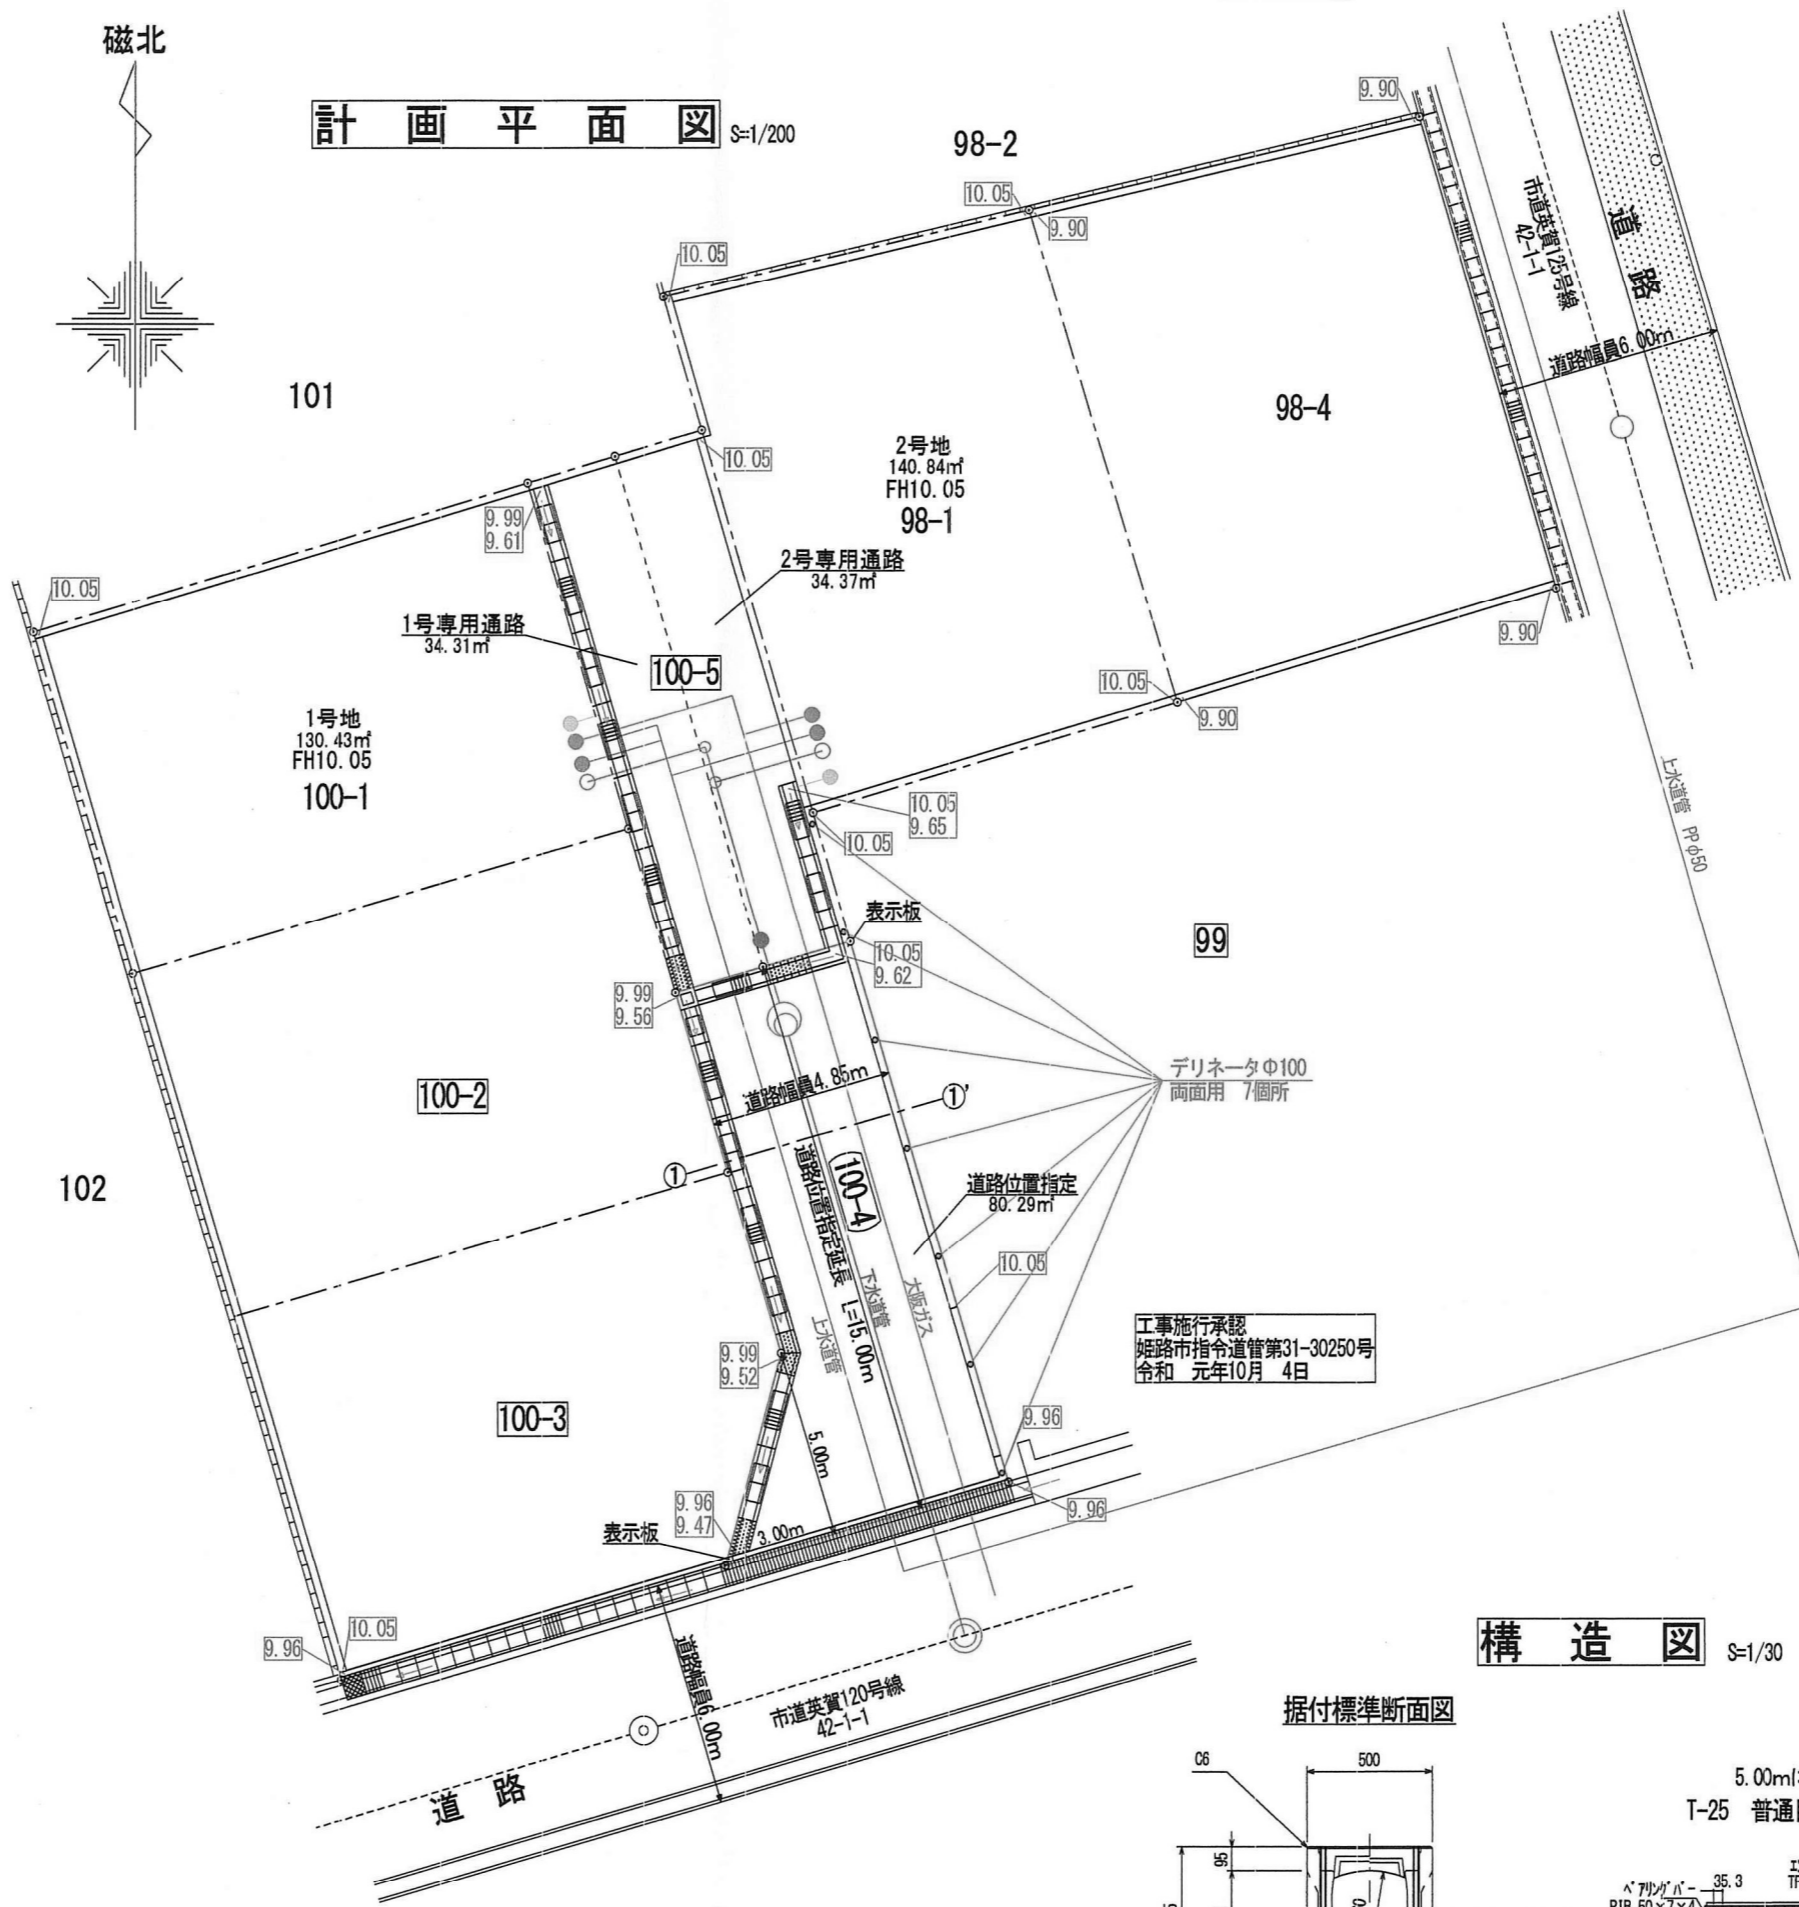 磁北
計画平面図 S=1/200
98-2
9.90
10.05
9.90
10.05
市道英賀125号線
42-1-1
道路
道路幅員6.00m
101
98-4
10.05
2号地
140.84㎡
FH10.05
98-1
9.99
9.61
2号専用通路
34.37㎡
10.05
1号専用通路
34.31㎡
100-5
9.90
10.05
9.90
1号地
130.43㎡
FH10.05
100-1
上水道管 PPφ50
10.05
9.65
10.05
表示板
99
10.05
9.62
9.99
9.56
デリネータΦ100
両面用 7個所
100-2
道路幅員4.85m
①
①'
102
100-4
道路位置指定延長 L=15.00m
道路位置指定
80.29㎡
下水道管
大阪ガス
上水道管
10.05
工事施行承認
姫路市指令道管第31-30250号
令和 元年10月 4日
9.99
9.52
100-3
9.96
5.00m
9.96
9.47
3.00m
9.96
表示板
10.05
9.96
道路幅員6.00m
市道英賀120号線
42-1-1
道路
構造図 S=1/30
据付標準断面図
C6
500
5.00m
T-25 普通
95
ベアリングバー
35.3